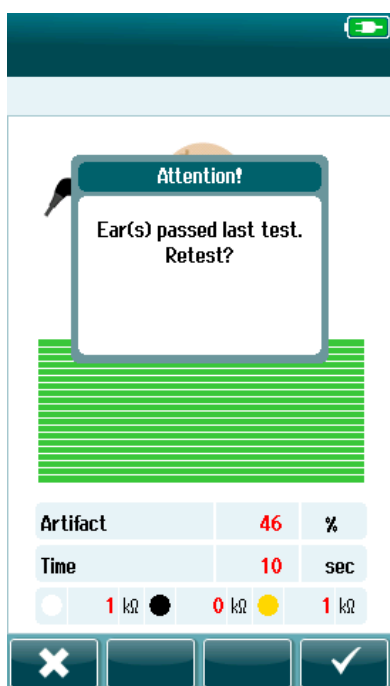 Attention!
Ear(s) passed last test.
Retest?
Artifact 46 %
Time 10 sec
1 kΩ 0 kΩ 1 kΩ